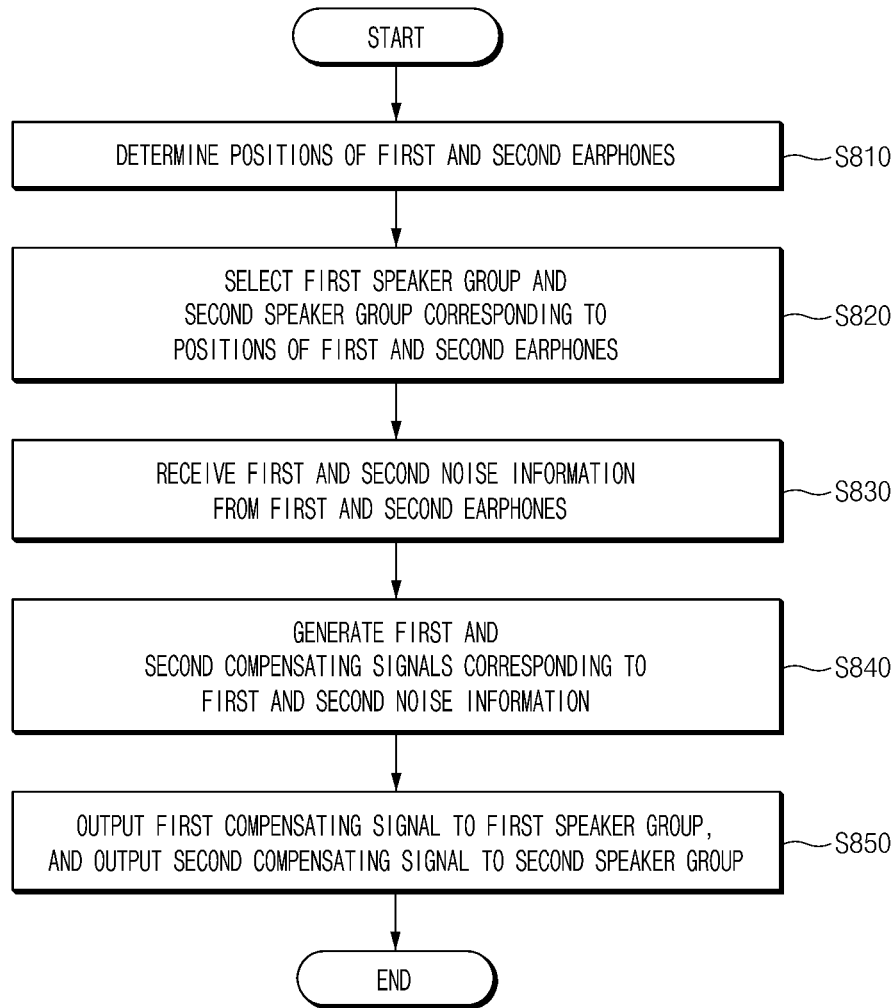 START
DETERMINE POSITIONS OF FIRST AND SECOND EARPHONES
S810
SELECT FIRST SPEAKER GROUP AND
SECOND SPEAKER GROUP CORRESPONDING TO
POSITIONS OF FIRST AND SECOND EARPHONES
S820
RECEIVE FIRST AND SECOND NOISE INFORMATION
FROM FIRST AND SECOND EARPHONES
S830
GENERATE FIRST AND
SECOND COMPENSATING SIGNALS CORRESPONDING TO
FIRST AND SECOND NOISE INFORMATION
S840
OUTPUT FIRST COMPENSATING SIGNAL TO FIRST SPEAKER GROUP,
AND OUTPUT SECOND COMPENSATING SIGNAL TO SECOND SPEAKER GROUP
S850
END